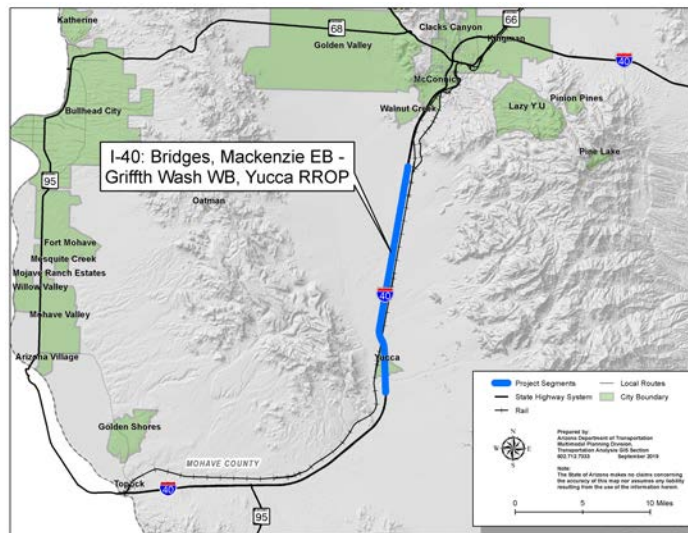 Katherine
68
Golden Valley
Clacks Canyon
66
Kingman
40
McConnico
Bullhead City
Walnut Creek
Lazy Y U
Pinion Pines
Pine Lake
I-40: Bridges, Mackenzie EB -
Griffth Wash WB, Yucca RROP
95
Oatman
Fort Mohave
Mesquite Creek
Mojave Ranch Estates
Willow Valley
Mohave Valley
40
Arizona Village
Yucca
Golden Shores
MOHAVE COUNTY
Topock
40
95
Project Segments
State Highway System
Rail
Local Routes
City Boundary
N
W
E
S
Prepared by:
Arizona Department of Transportation
Multimodal Planning Division,
Transportation Analysis GIS Section
602.712.7333 September 2018
Note:
The State of Arizona makes no claims concerning
the accuracy of this map nor assumes any liability
resulting from the use of the information herein.
0 5 10 Miles